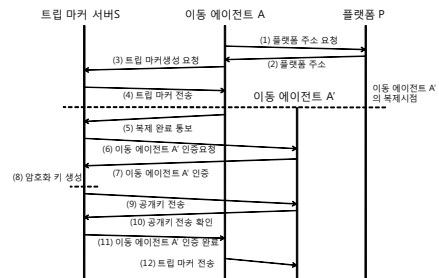 트립 마커 서버S
이동 에이전트 A
플랫폼 P
(1) 플랫폼 주소 요청
(2) 플랫폼 주소
(3) 트립 마커생성 요청
(4) 트립 마커 전송
이동 에이전트 A'
의 복제시점
이동 에이전트 A'
(5) 복제 완료 통보
(6) 이동 에이전트 A' 인증요청
(7) 이동 에이전트 A' 인증
(8) 암호화 키 생성
(9) 공개키 전송
(10) 공개키 전송 확인
(11) 이동 에이전트 A' 인증 완료
(12) 트립 마커 전송